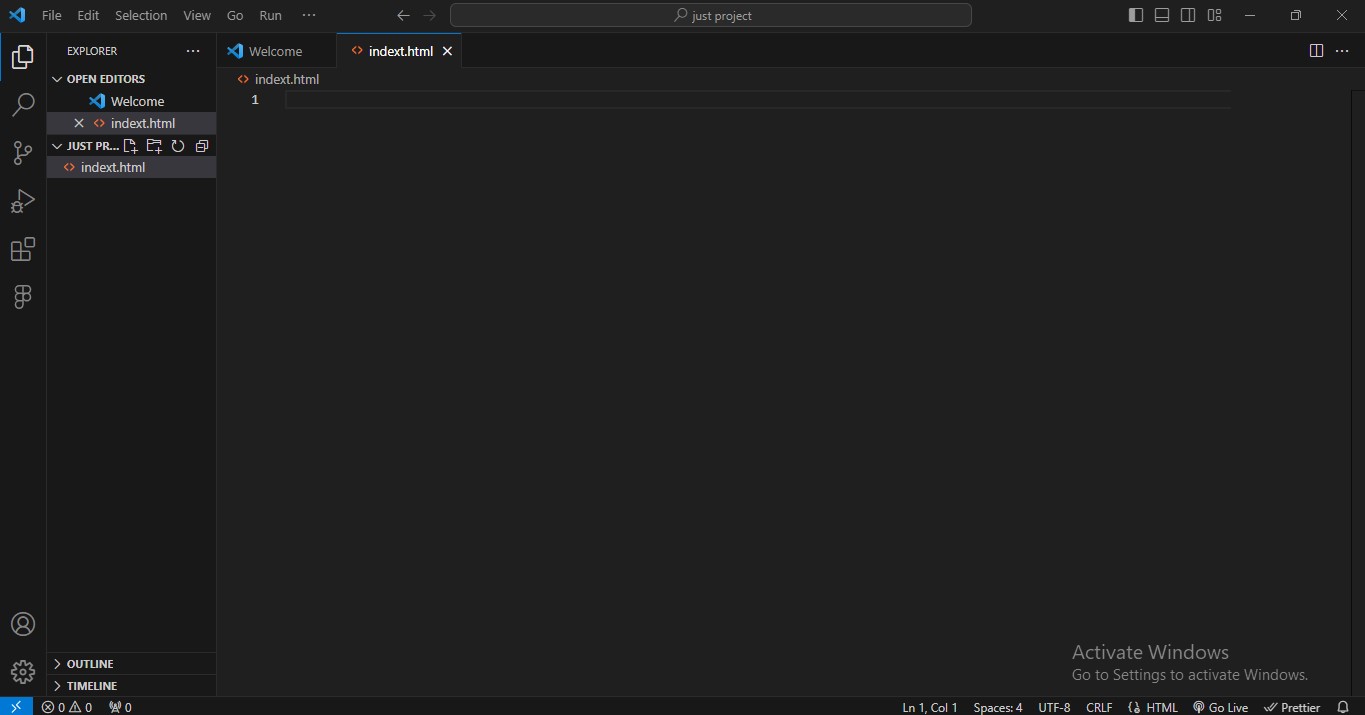 File Edit Selection View Go Run ···
just project
EXPLORER ···
Welcome
indext.html
OPEN EDITORS
Welcome
indext.html
JUST PR...
indext.html
indext.html
1
OUTLINE
TIMELINE
Activate Windows
Go to Settings to activate Windows.
0 0 0
Ln 1, Col 1 Spaces: 4 UTF-8 CRLF HTML Go Live Prettier